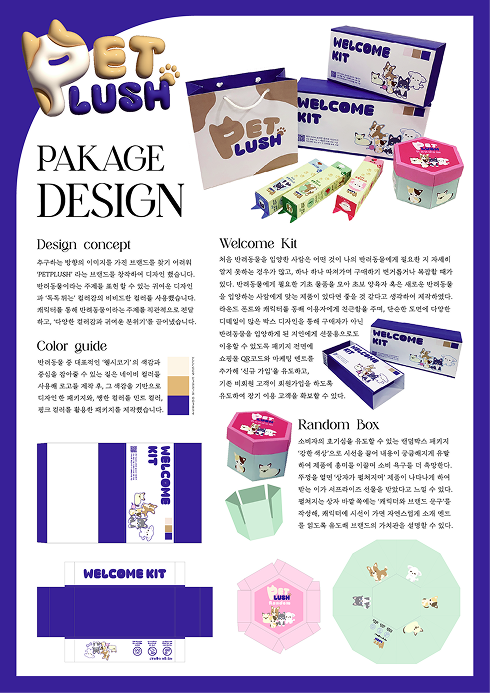 PET
LUSH
WELCOME
KIT
WELCOME
KIT
PET
LUSH
PAKAGE
DESIGN
Design concept
추구하는 방향의 이미지를 가진 브랜드를 찾기 어려워
'PETPLUSH' 라는 브랜드를 창작하여 디자인 했습니다.
반려동물이라는 주제를 표현할 수 있는 귀여운 디자인
과 '톡톡 튀는' 컬러감의 비비드한 컬러를 사용했습니다.
캐릭터를 통해 반려동물이라는 주제를 직관적으로 전달
하고, '다양한 컬러감과 귀여운 분위기'를 끌어냈습니다.
Color guide
반려동물 중 대표적인 '웰시코기'의 색감과
중심을 잡아줄 수 있는 짙은 네이비 컬러를
사용해 로고를 제작 후, 그 색감을 기반으로
디자인한 패키지와, 쨍한 컬러를 민트 컬러,
핑크 컬러를 활용한 패키지를 제작했습니다.
Welcome Kit
처음 반려동물을 입양한 사람은 어떤 것이 나의 반려동물에게 필요한 지 자세히
알지 못하는 경우가 많고, 하나 하나 따져가며 구매하기 번거롭거나 복잡할 때가
있다. 반려동물에게 필요한 기초 물품을 모아 초보 양육자 혹은 새로운 반려동물
을 입양하는 사람에게 맞는 제품이 있다면 좋을 것 같다고 생각하여 제작하였다.
라운드 폰트와 캐릭터를 통해 이용자에게 친근함을 주며, 단순한 도면에 다양한
디테일이 많은 박스 디자인을 통해 구매자가 아닌
반려동물을 입양하게 된 지인에게 선물용으로도
이용할 수 있도록 패키지 전면에
쇼핑몰 QR코드와 마케팅 멘트를
추가해 '신규 가입'을 유도하고,
기존 비회원 고객이 회원가입을 하도록
유도하여 장기 이용 고객을 확보할 수 있다.
WELCOME
KIT
Random Box
소비자의 호기심을 유도할 수 있는 랜덤박스 패키지
'강한 색상'으로 시선을 끌어 내용이 궁금해지게 유발
하여 제품에 흥미를 이끌며 소비 욕구를 더 촉망한다.
뚜껑을 열면 '상자가 펼쳐지며' 제품이 나타나게 하여
받는 이가 서프라이즈 선물을 받았다고 느낄 수 있다.
펼쳐지는 상자 바깥 쪽에는 '캐릭터와 브랜드 문구'를
작성해, 캐릭터에 시선이 가면 자연스럽게 소개 멘트
를 읽도록 유도해 브랜드의 가치관을 설명할 수 있다.
WELCOME
KIT
WELCOME KIT
PET
LUSH
Random